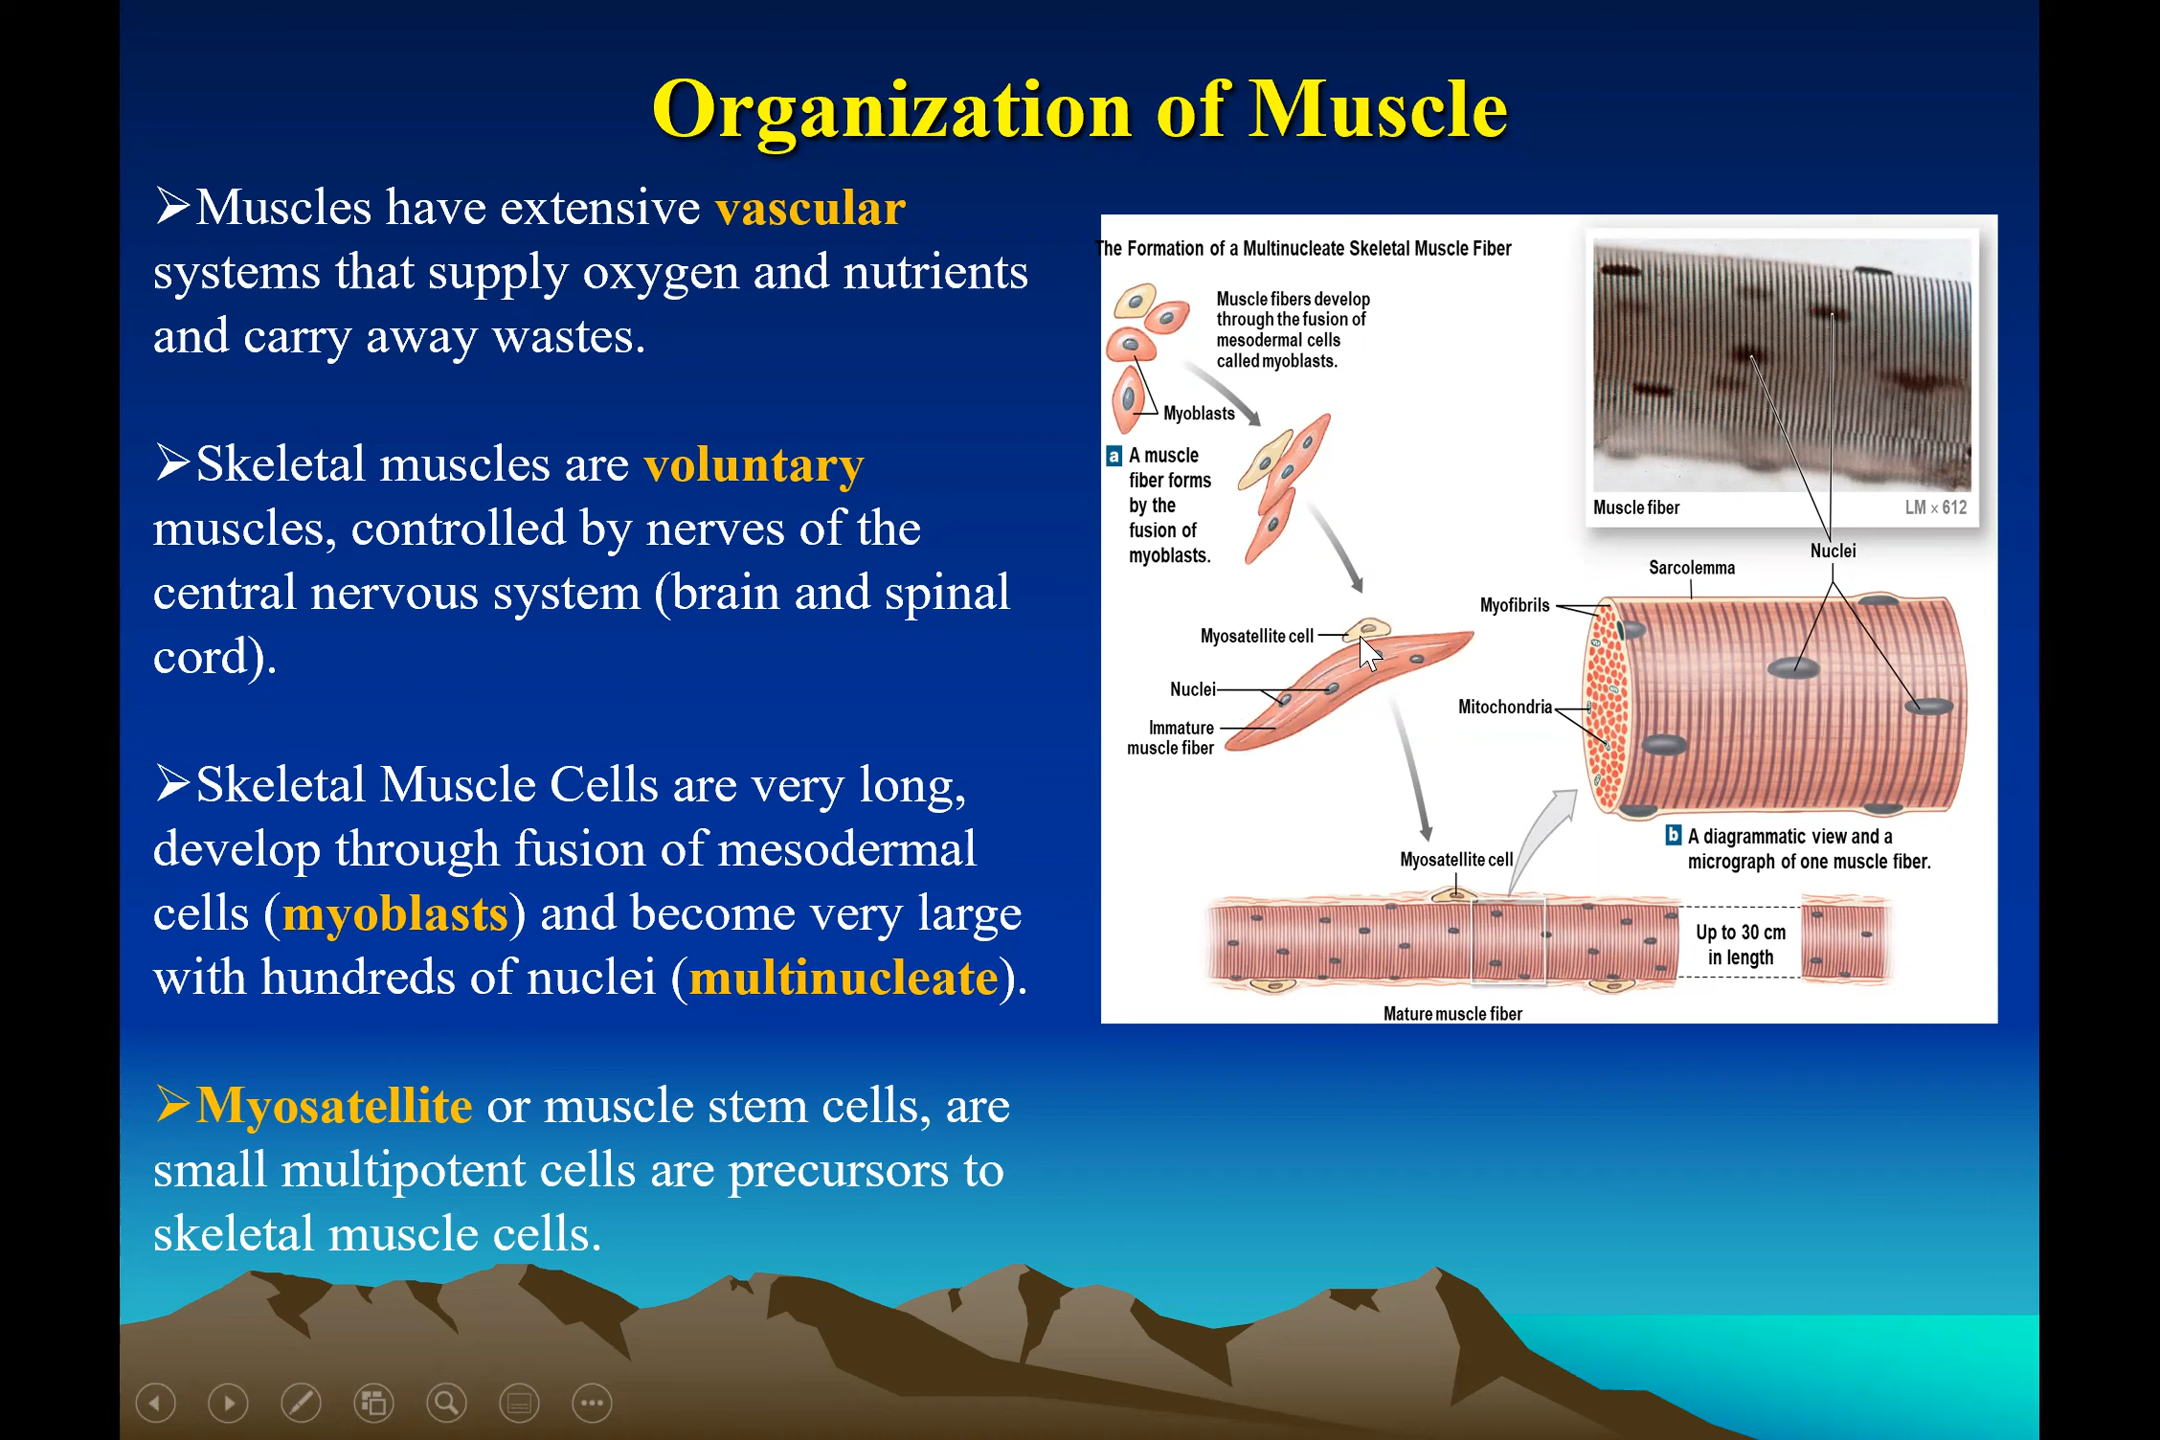 Organization of Muscle
➢Muscles have extensive vascular
systems that supply oxygen and nutrients
and carry away wastes.
➢Skeletal muscles are voluntary
muscles, controlled by nerves of the
central nervous system (brain and spinal
cord).
➢Skeletal Muscle Cells are very long,
develop through fusion of mesodermal
cells (myoblasts) and become very large
with hundreds of nuclei (multinucleate).
➢Myosatellite or muscle stem cells, are
small multipotent cells are precursors to
skeletal muscle cells.
The Formation of a Multinucleate Skeletal Muscle Fiber
Muscle fibers develop
through the fusion of
mesodermal cells
called myoblasts.
Myoblasts
a A muscle
fiber forms
by the
fusion of
myoblasts.
Muscle fiber
LM × 612
Nuclei
Sarcolemma
Myofibrils
Myosatellite cell
Nuclei
Mitochondria
Immature
muscle fiber
b A diagrammatic view and a
micrograph of one muscle fiber.
Myosatellite cell
Up to 30 cm
in length
Mature muscle fiber